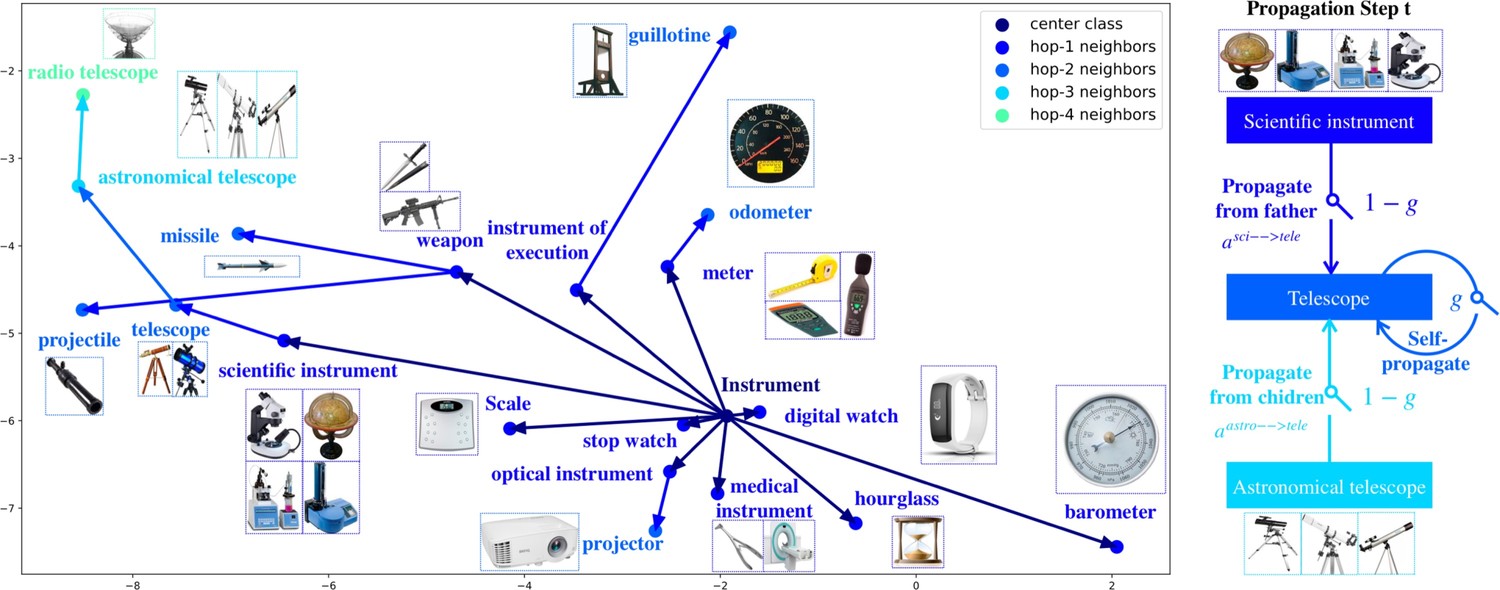 radio telescope
astronomical telescope
guillotine
center class
hop-1 neighbors
hop-2 neighbors
hop-3 neighbors
hop-4 neighbors
missile
weapon
instrument of
execution
odometer
meter
projectile
telescope
scientific instrument
Scale
Instrument
digital watch
stop watch
optical instrument
medical
instrument
hourglass
barometer
projector
−2
−3
−4
−5
−6
−7
−8
−6
−4
−2
0
2
Propagation Step t
Scientific instrument
Propagate
from father
1 − g
a^{sci−−>tele}
Telescope
g
Self-
propagate
Propagate
from chidren
1 − g
a^{astro−−>tele}
Astronomical telescope